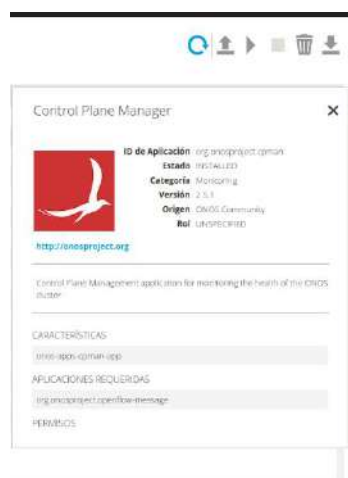 Control Plane Manager
ID de Aplicación org.onosproject.cpman
Estado INSTALLED
Categoría Monitoring
Versión 2.5.1
Origen ONOS Community
Rol UNSPECIFIED
http://onosproject.org
Control Plane Management application for monitoring the health of the ONOS
cluster
CARACTERÍSTICAS
onos-apps-cpman-app
APLICACIONES REQUERIDAS
org.onosproject.openflow-message
PERMISOS